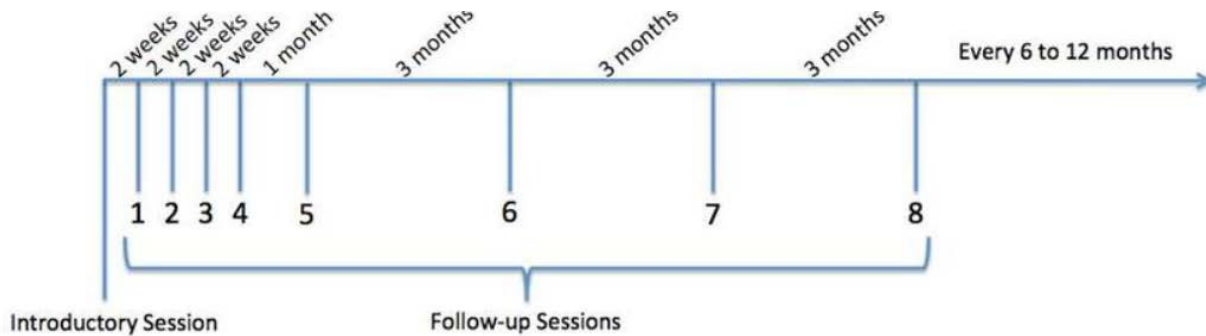 2 weeks
2 weeks
2 weeks
2 weeks
1 month
3 months
3 months
3 months
Every 6 to 12 months
1
2
3
4
5
6
7
8
Introductory Session
Follow-up Sessions